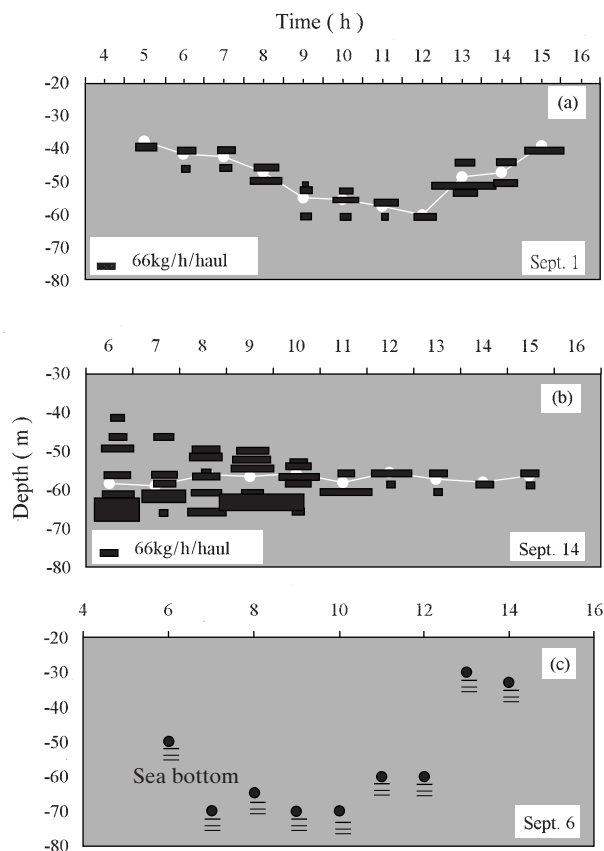 Time ( h )
4 5 6 7 8 9 10 11 12 13 14 15 16
-20
(a)
-30
-40
-50
-60
-70
66kg/h/haul
Sept. 1
-80
6 7 8 9 10 11 12 13 14 15 16
-30
(b)
-40
-50
Depth ( m )
-60
-70
66kg/h/haul
Sept. 14
-80
4 6 8 10 12 14 16
-20
(c)
-30
-40
-50
Sea bottom
-60
-70
Sept. 6
-80